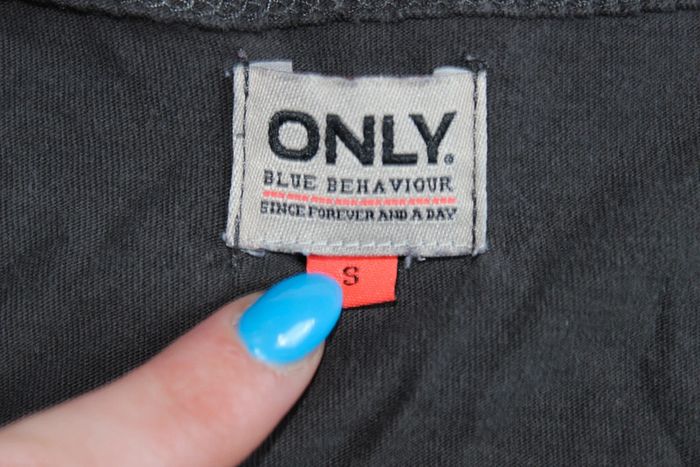 ONLY®
BLUE BEHAVIOUR
SINCE FOREVER AND A DAY
S